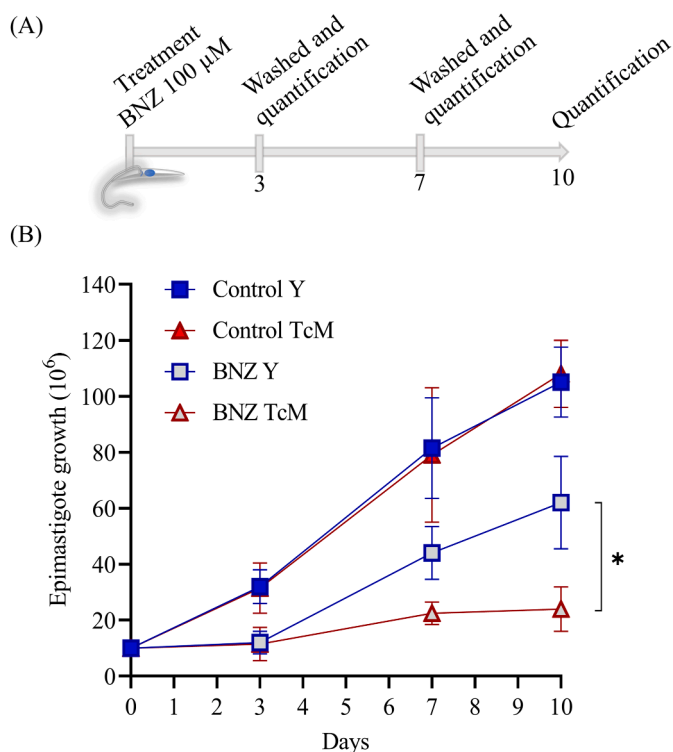 (A)
Treatment
BNZ 100 µM
Washed and
quantification
Washed and
quantification
Quantification
3
7
10
(B)
Epimastigote growth (10⁶)
140
120
100
80
60
40
20
0
Control Y
Control TcM
BNZ Y
BNZ TcM
*
0 1 2 3 4 5 6 7 8 9 10
Days